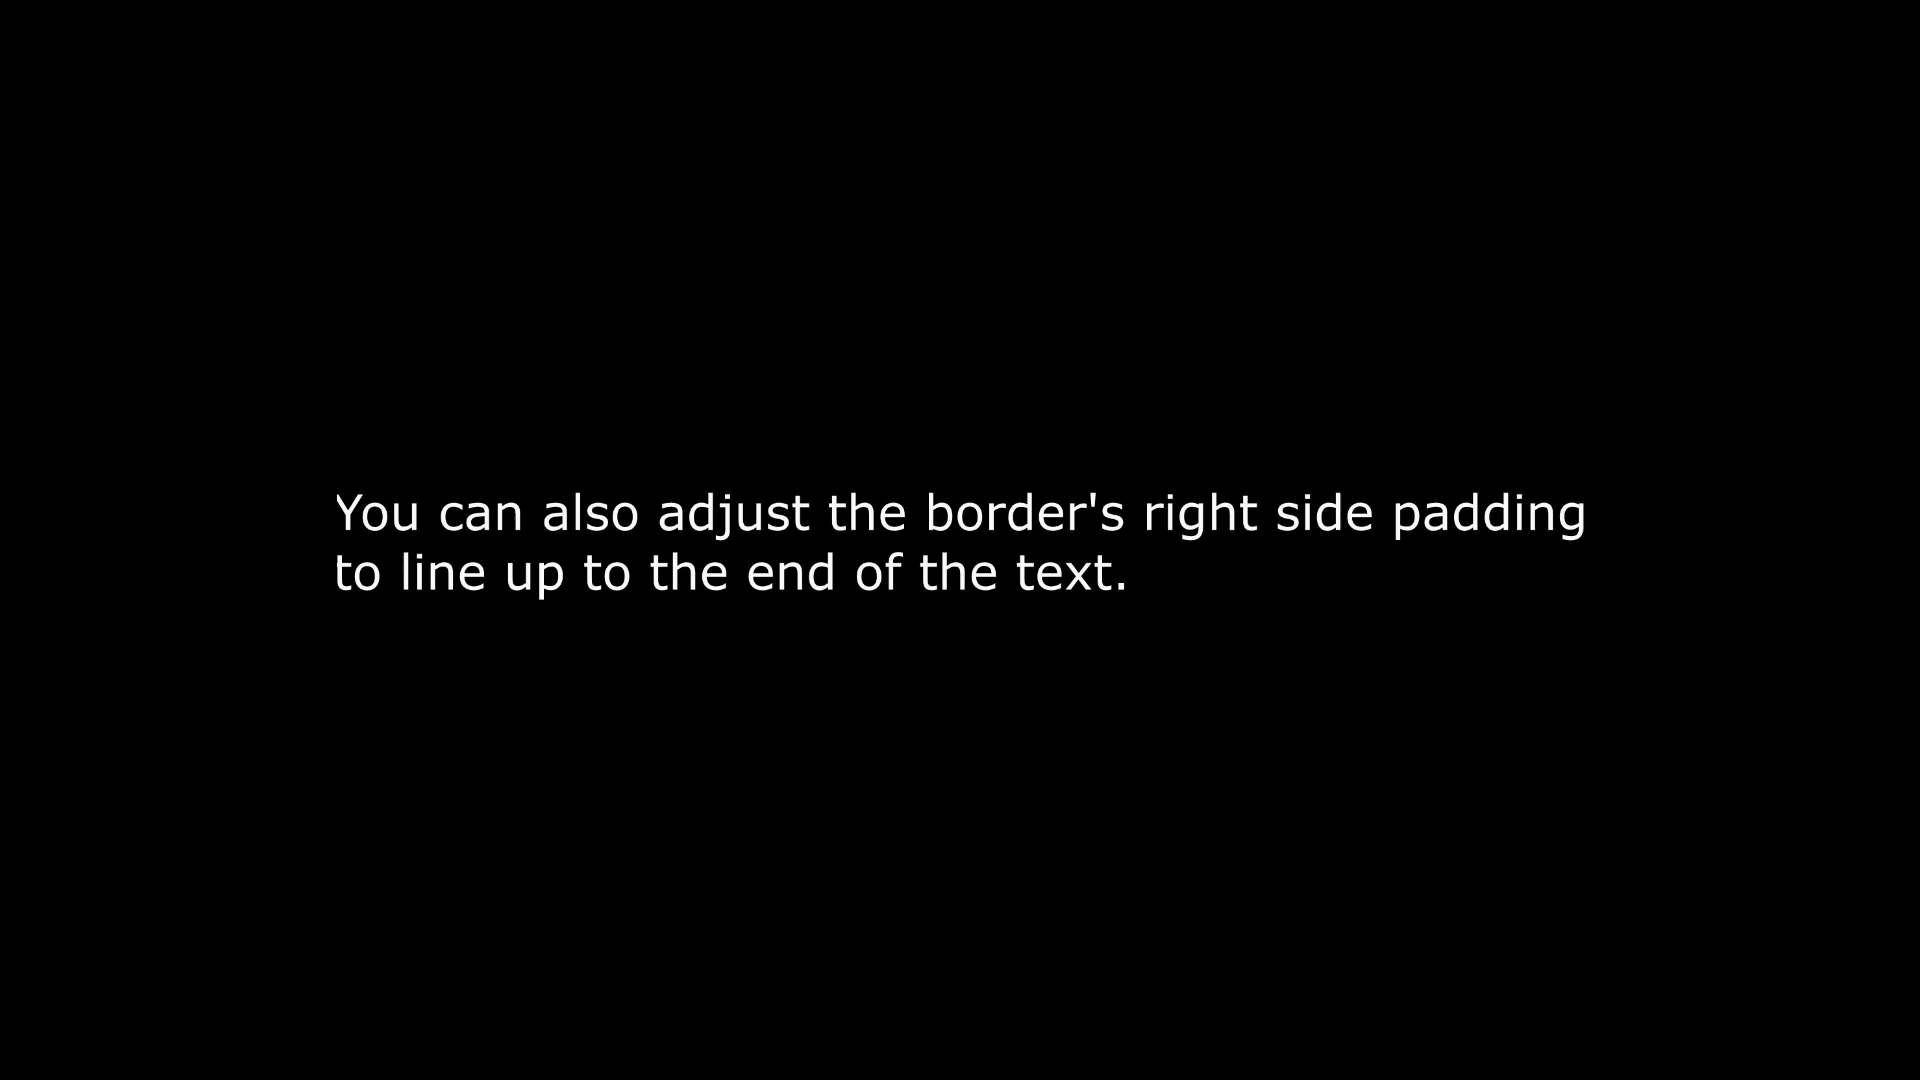 You can also adjust the border's right side padding
to line up to the end of the text.